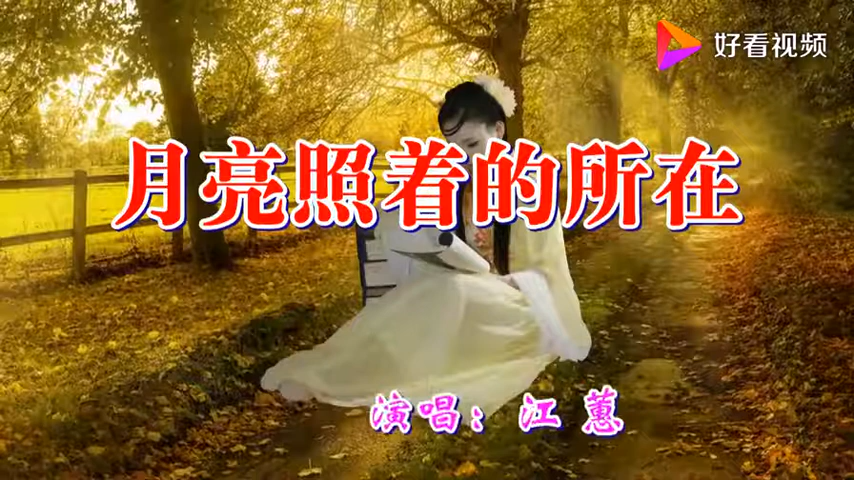 好看视频
月亮照着的所在
演唱：江蕙